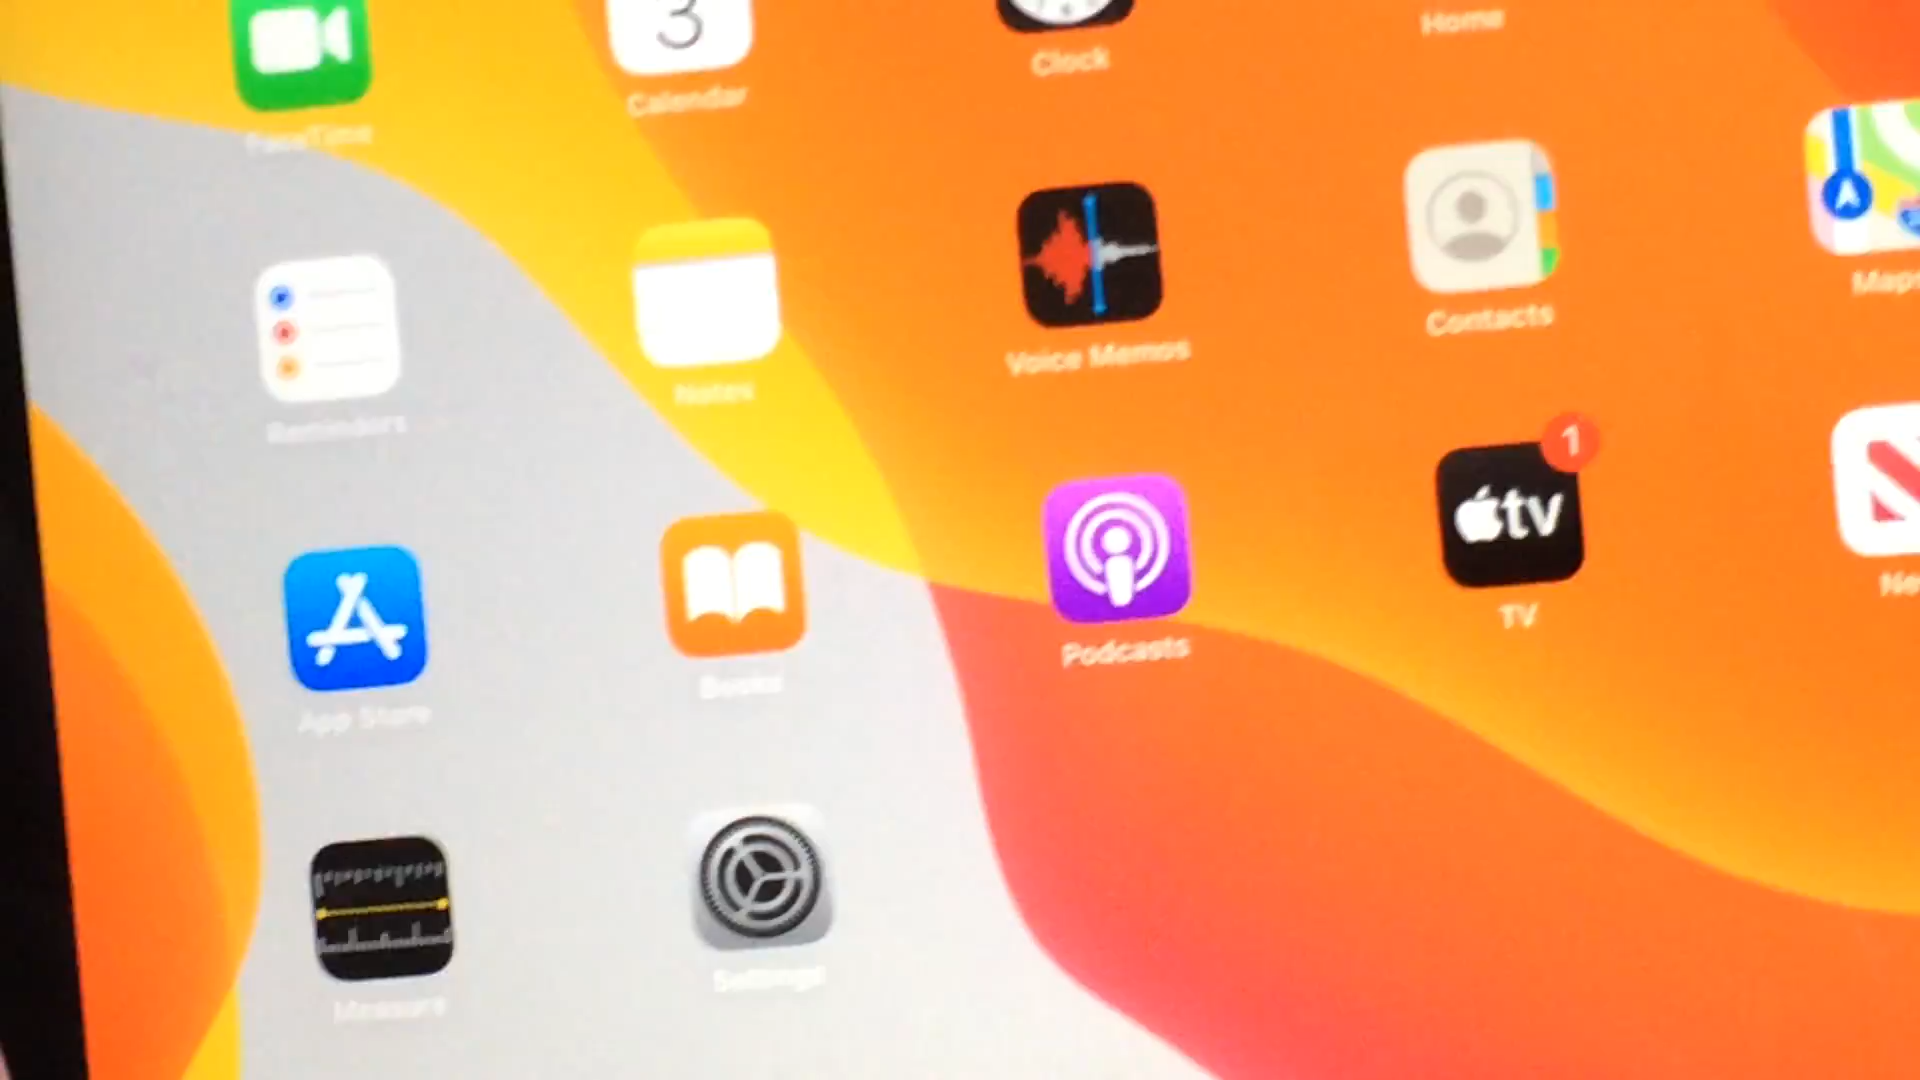 3
Home
Clock
Calendar
FaceTime
Maps
Contacts
Voice Memos
Notes
Reminders
1
tv
TV
Podcasts
Books
App Store
Settings
Measure